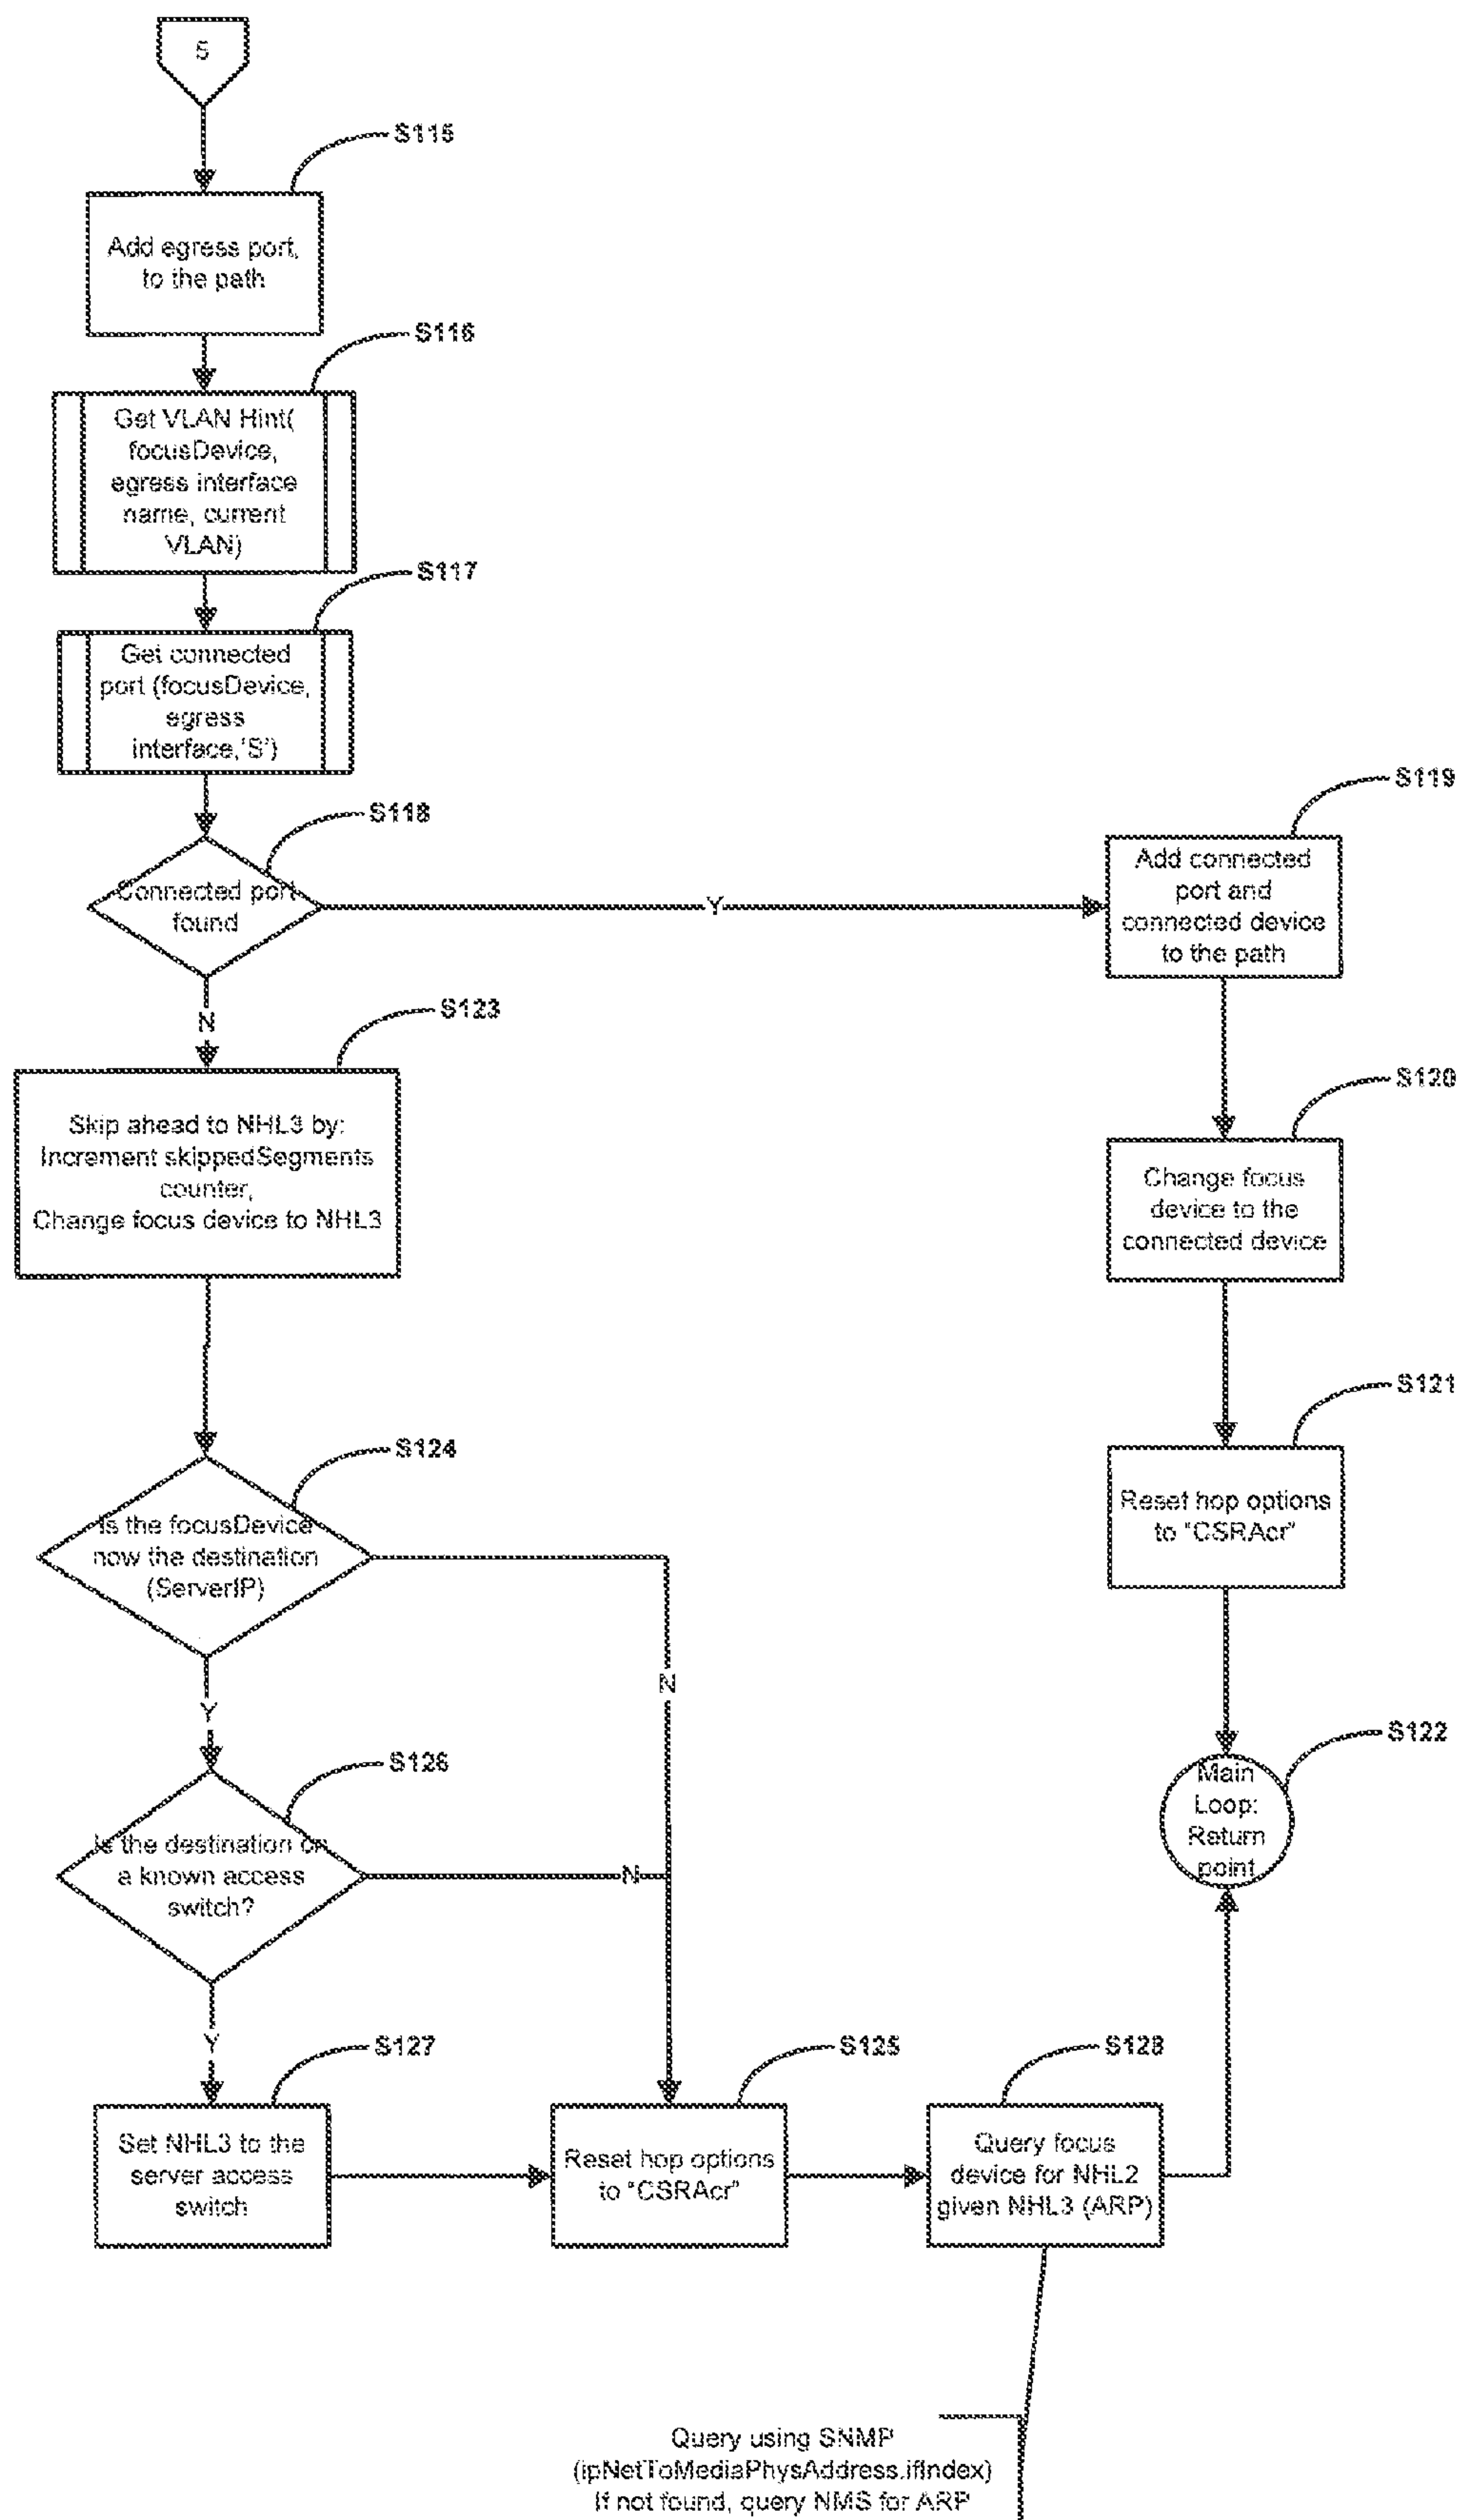 5
S115
Add egress port,
to the path
S116
Get VLAN Hint(
focusDevice,
egress interface
name, current
VLAN)
S117
Get connected
port (focusDevice,
egress
interface,'S')
S118
Connected port
found
Y
S119
Add connected
port and
connected device
to the path
N
S123
Skip ahead to NHL3 by:
Increment skippedSegments
counter,
Change focus device to NHL3
S120
Change focus
device to the
connected device
S121
Reset hop options
to "CSRAcr"
S124
Is the focusDevice
now the destination
(ServerIP)
N
Y
S122
Main
Loop:
Return
point
S126
Is the destination on
a known access
switch?
N
Y
S127
Set NHL3 to the
server access
switch
S125
Reset hop options
to "CSRAcr"
S128
Query focus
device for NHL2
given NHL3 (ARP)
Query using SNMP
(ipNetToMediaPhysAddress.ifIndex)
If not found, query NMS for ARP